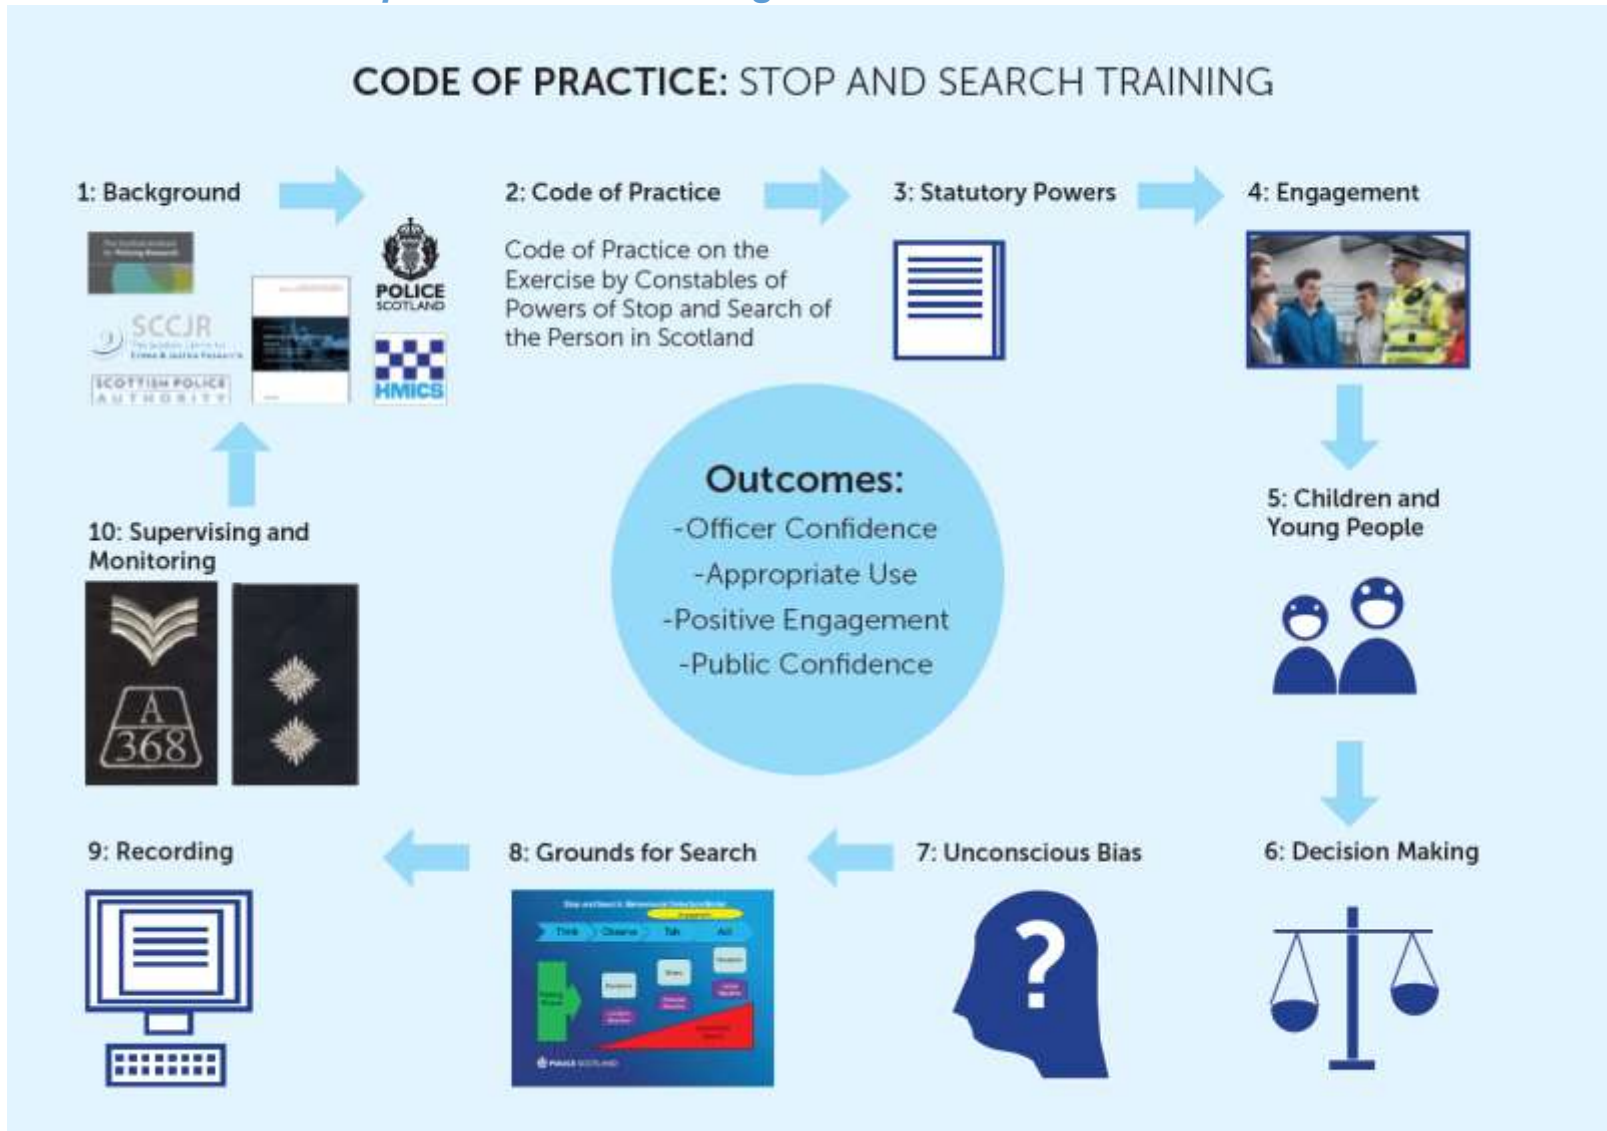 CODE OF PRACTICE: STOP AND SEARCH TRAINING
1: Background
2: Code of Practice
3: Statutory Powers
4: Engagement
Code of Practice on the
Exercise by Constables of
Powers of Stop and Search of
the Person in Scotland
POLICE
SCOTLAND
SCCJR
SCOTTISH POLICE
AUTHORITY
HMICS
Outcomes:
-Officer Confidence
-Appropriate Use
-Positive Engagement
-Public Confidence
5: Children and
Young People
10: Supervising and
Monitoring
A
368
9: Recording
8: Grounds for Search
7: Unconscious Bias
6: Decision Making
Think
Observe
Talk
Act
POLICE SCOTLAND
?